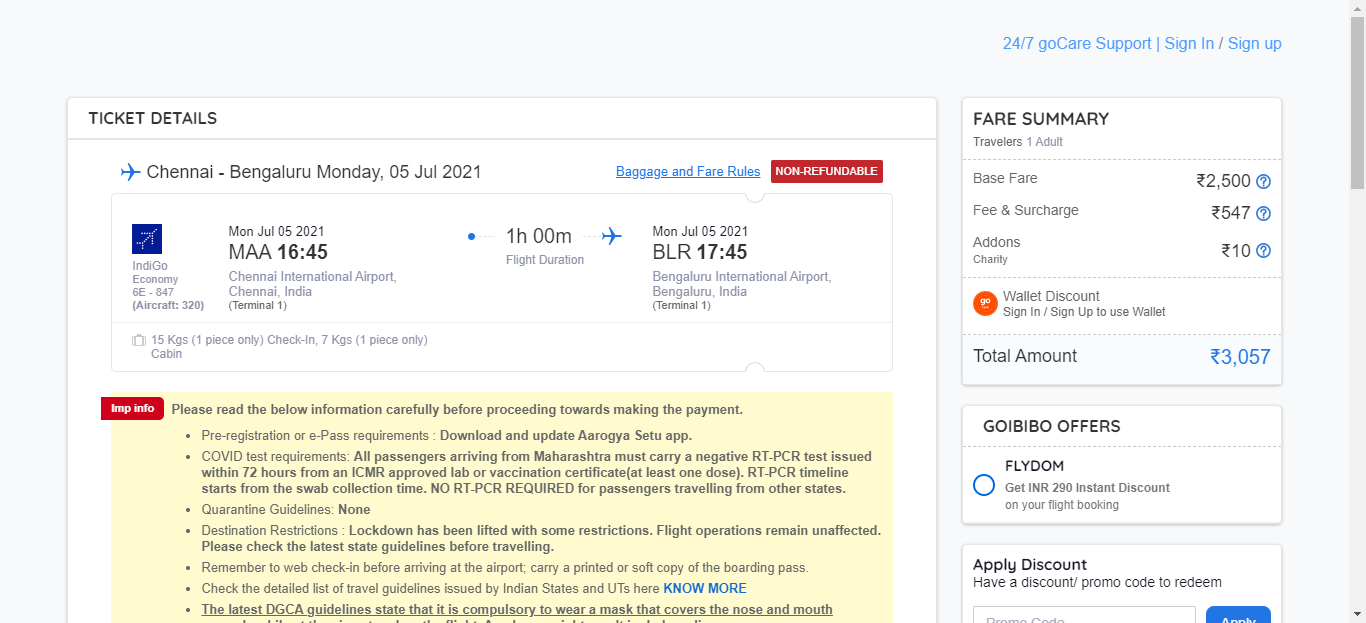 24/7 goCare Support | Sign In / Sign up
TICKET DETAILS
Chennai - Bengaluru Monday, 05 Jul 2021
Baggage and Fare Rules
NON-REFUNDABLE
IndiGo
Economy
6E - 847
(Aircraft: 320)
Mon Jul 05 2021
MAA 16:45
Chennai International Airport,
Chennai, India
(Terminal 1)
1h 00m
Flight Duration
Mon Jul 05 2021
BLR 17:45
Bengaluru International Airport,
Bengaluru, India
(Terminal 1)
15 Kgs (1 piece only) Check-In, 7 Kgs (1 piece only)
Cabin
Imp info
Please read the below information carefully before proceeding towards making the payment.
• Pre-registration or e-Pass requirements : Download and update Aarogya Setu app.
• COVID test requirements: All passengers arriving from Maharashtra must carry a negative RT-PCR test issued
within 72 hours from an ICMR approved lab or vaccination certificate(at least one dose). RT-PCR timeline
starts from the swab collection time. NO RT-PCR REQUIRED for passengers travelling from other states.
• Quarantine Guidelines: None
• Destination Restrictions : Lockdown has been lifted with some restrictions. Flight operations remain unaffected.
Please check the latest state guidelines before travelling.
• Remember to web check-in before arriving at the airport; carry a printed or soft copy of the boarding pass.
• Check the detailed list of travel guidelines issued by Indian States and UTs here KNOW MORE
• The latest DGCA guidelines state that it is compulsory to wear a mask that covers the nose and mouth
FARE SUMMARY
Travelers 1 Adult
Base Fare
₹2,500 ?
Fee & Surcharge
₹547 ?
Addons
Charity
₹10 ?
go
Wallet Discount
Sign In / Sign Up to use Wallet
Total Amount
₹3,057
GOIBIBO OFFERS
FLYDOM
Get INR 290 Instant Discount
on your flight booking
Apply Discount
Have a discount/ promo code to redeem
Promo Code
Apply